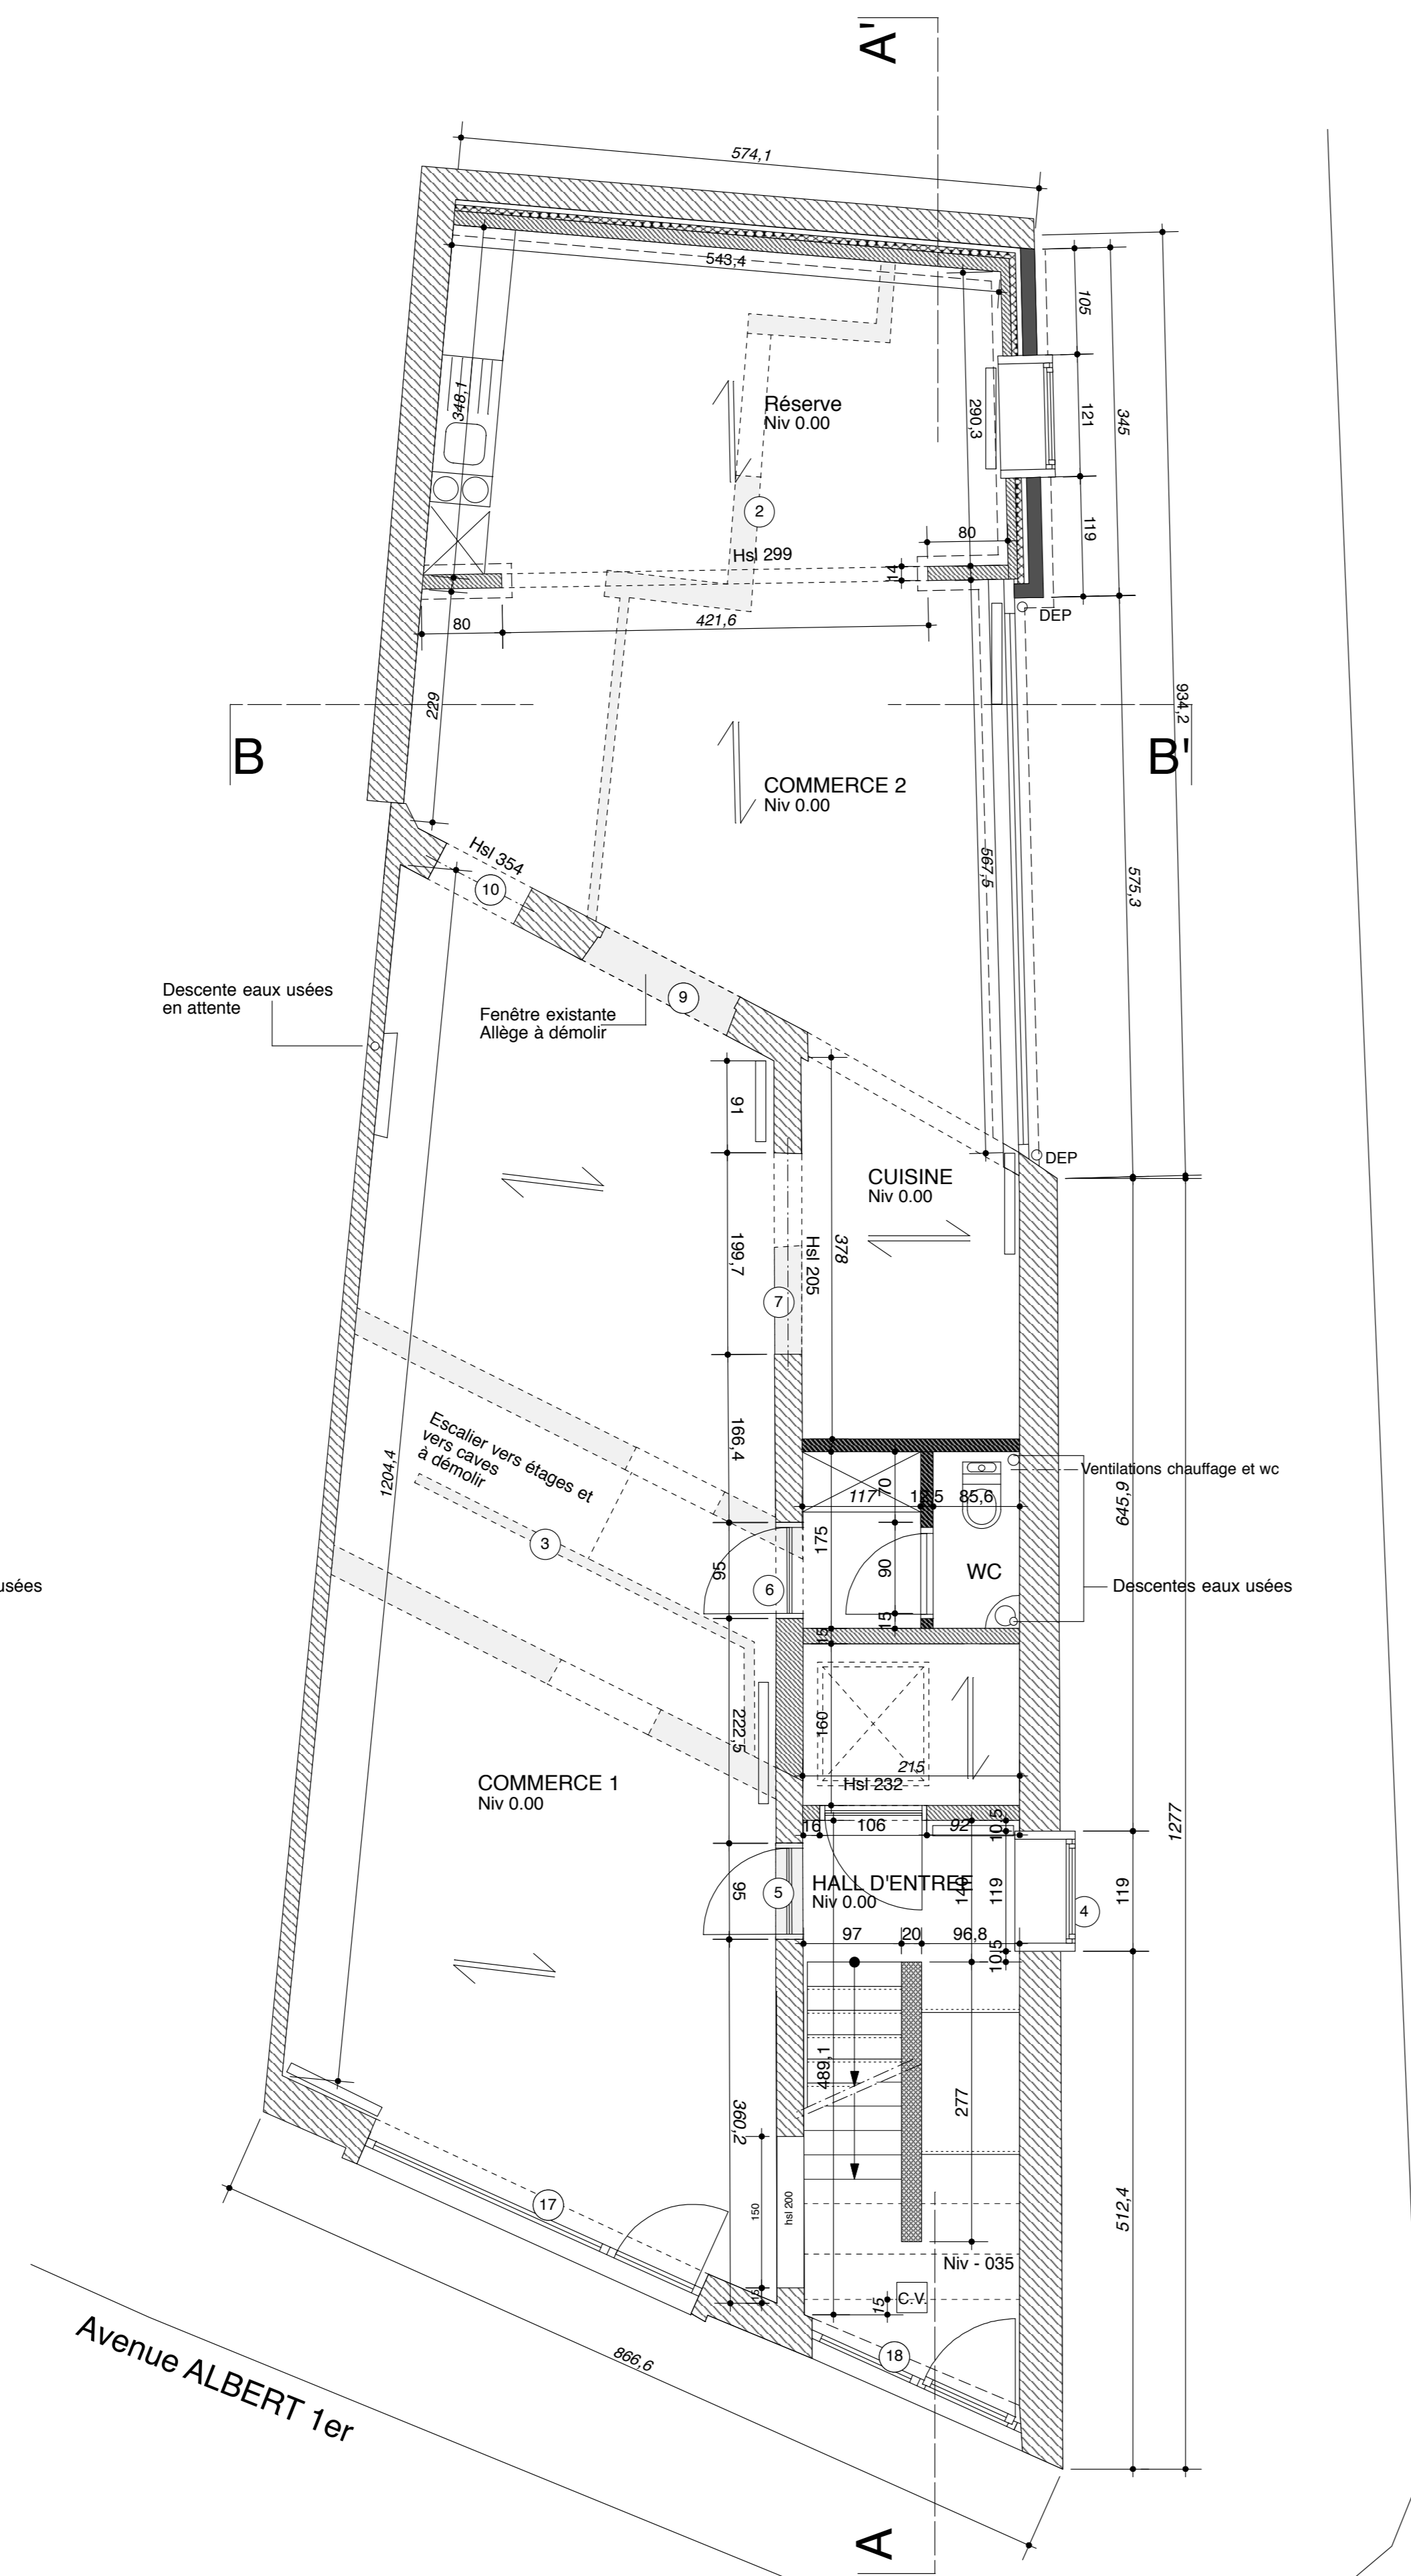 A'
574,1
543,4
105
348,1
Réserve
Niv 0.00
290,3
121
345
2
119
80
Hsl 299
14
DEP
80
421,6
229
934,2
B
B'
COMMERCE 2
Niv 0.00
Hsl 354
10
567,5
575,3
Descente eaux usées
en attente
9
Fenêtre existante
Allège à démolir
91
DEP
CUISINE
Niv 0.00
199,7
Hsl 205
378
7
Escalier vers étages et
vers caves
à démolir
166,4
1204,4
Ventilations chauffage et wc
70
117
12,5
85,6
645,9
3
175
95
6
90
WC
usées
Descentes eaux usées
15
15
222,5
160
215
COMMERCE 1
Niv 0.00
Hsl 232
1277
16
106
92
10,5
HALL D'ENTREE
Niv 0.00
95
5
140
119
4
119
97
20
96,8
10,5
489,1
277
360,2
512,4
17
150
hsl 200
Niv - 035
15
C.V.
15
18
866,6
Avenue ALBERT 1er
A